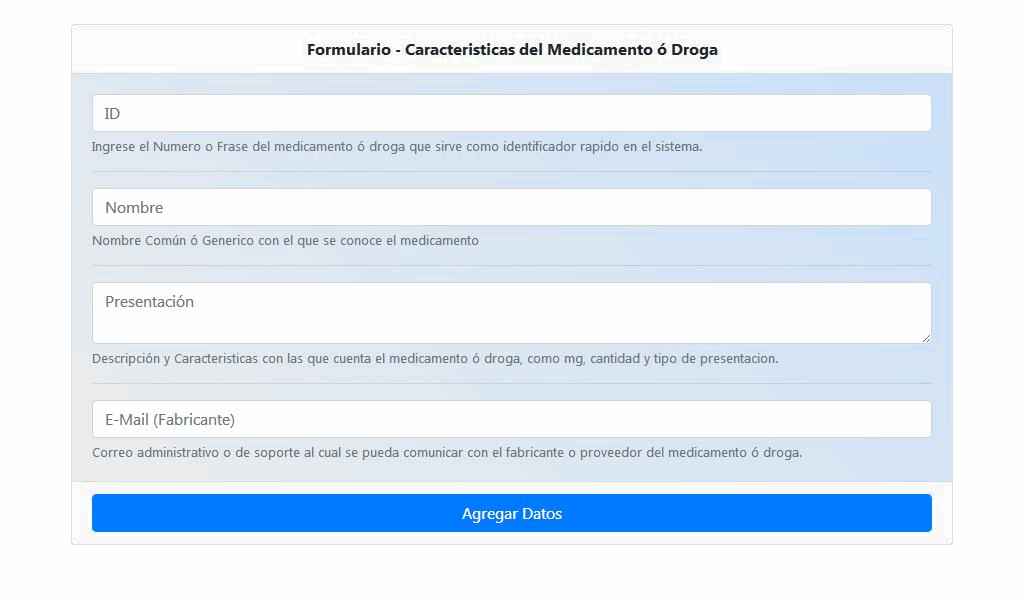 Formulario - Caracteristicas del Medicamento ó Droga
ID
Ingrese el Numero o Frase del medicamento ó droga que sirve como identificador rapido en el sistema.
Nombre
Nombre Común ó Generico con el que se conoce el medicamento
Presentación
Descripción y Caracteristicas con las que cuenta el medicamento ó droga, como mg, cantidad y tipo de presentacion.
E-Mail (Fabricante)
Correo administrativo o de soporte al cual se pueda comunicar con el fabricante o proveedor del medicamento ó droga.
Agregar Datos